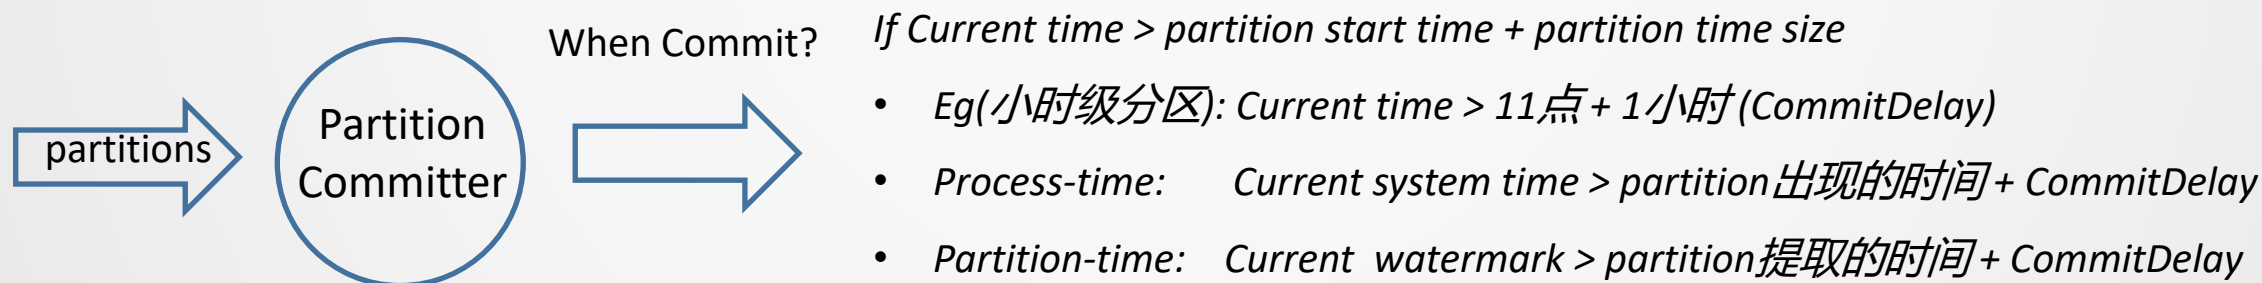 partitions
Partition
Committer
When Commit?
If Current time > partition start time + partition time size
• Eg(小时级分区): Current time > 11点 + 1小时 (CommitDelay)
• Process-time: Current system time > partition出现的时间 + CommitDelay
• Partition-time: Current watermark > partition提取的时间 + CommitDelay